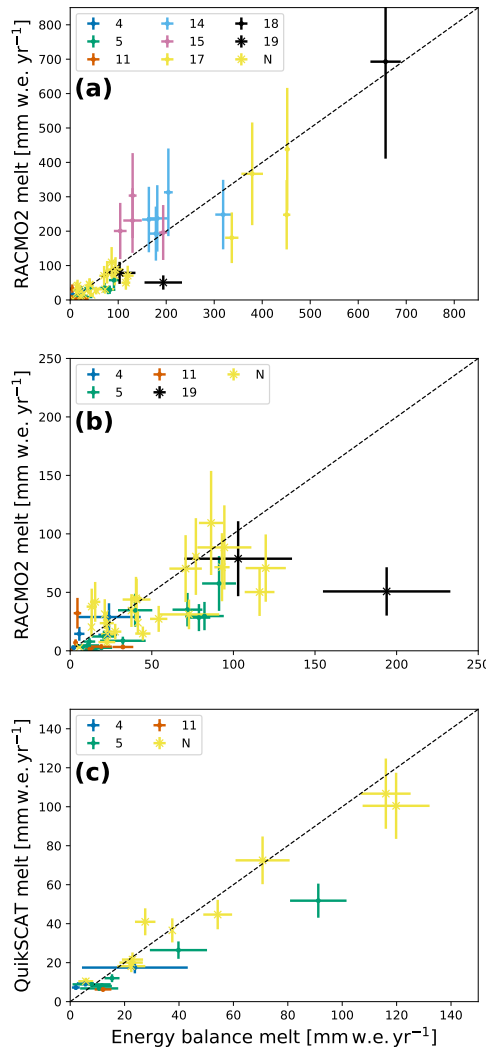 4 14 18
5 15 19
11 17 N
(a)
RACMO2 melt [mm w.e. yr⁻¹]
800
700
600
500
400
300
200
100
0
0 100 200 300 400 500 600 700 800
4 11 N
5 19
(b)
RACMO2 melt [mm w.e. yr⁻¹]
250
200
150
100
50
0
0 50 100 150 200 250
4 11
5 N
(c)
QuikSCAT melt [mm w.e. yr⁻¹]
140
120
100
80
60
40
20
0
0 20 40 60 80 100 120 140
Energy balance melt [mm w.e. yr⁻¹]